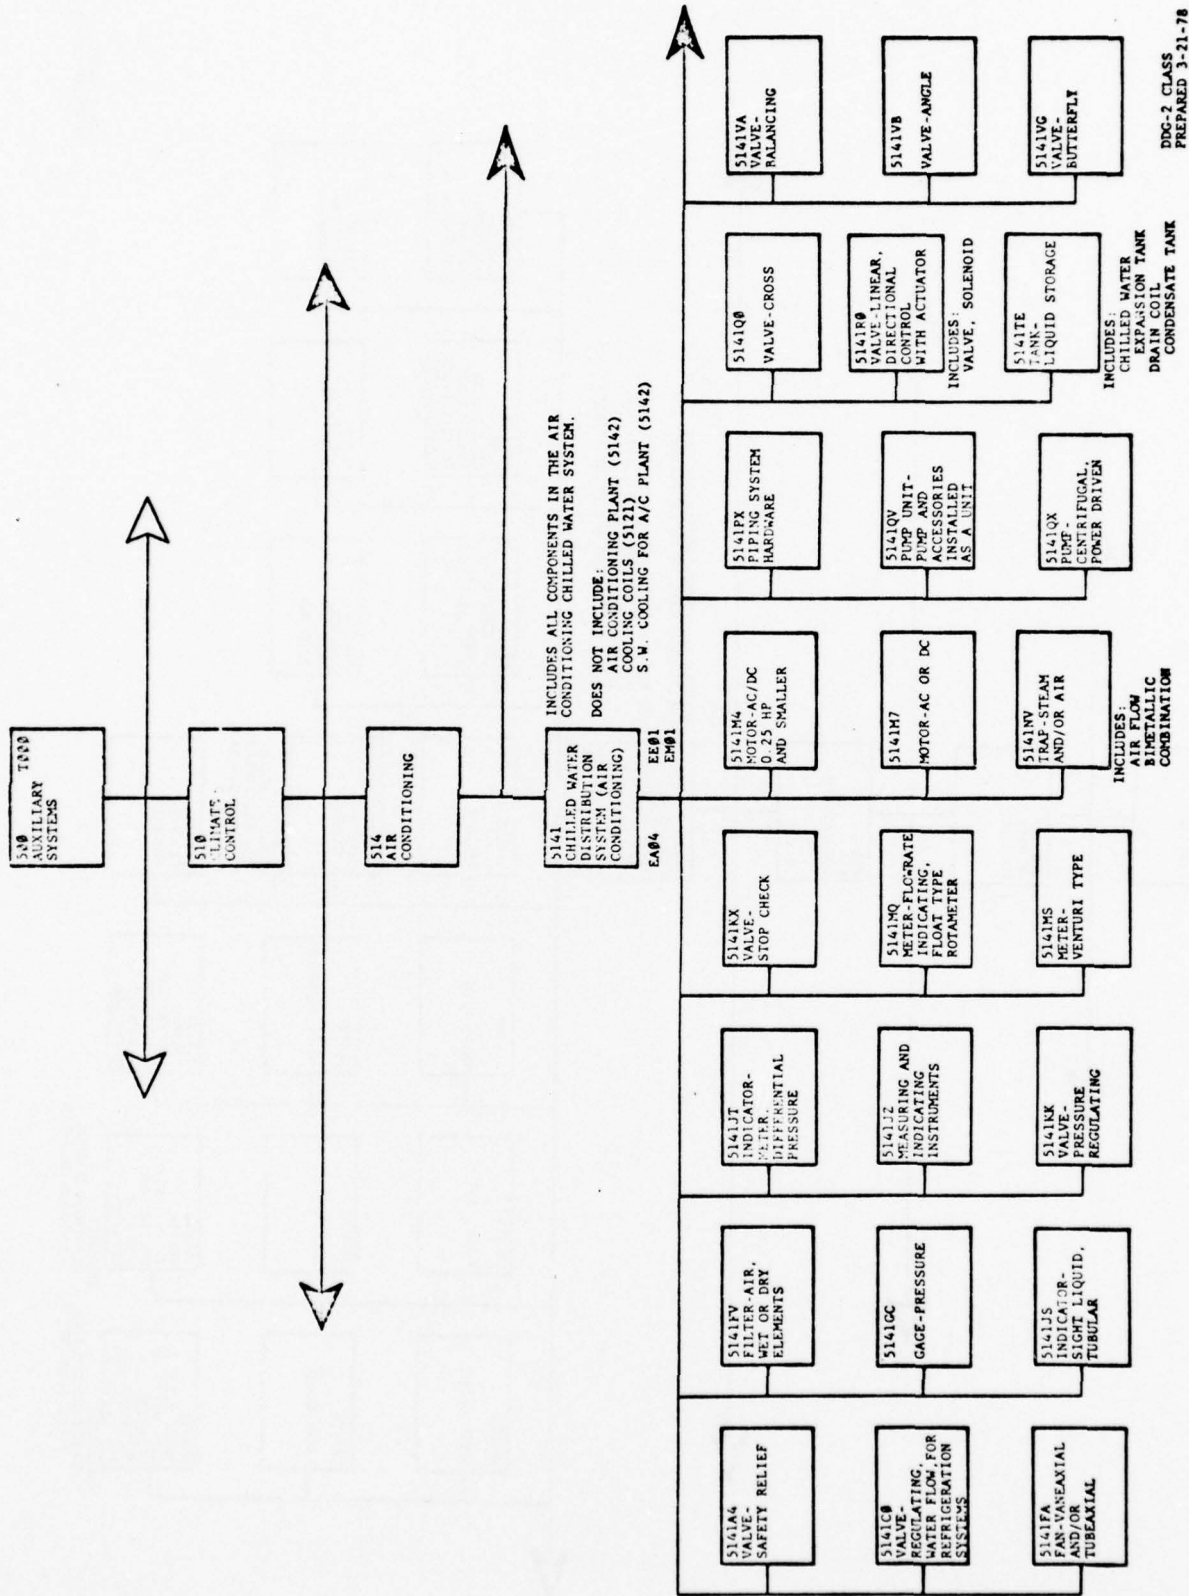 500 T000
AUXILIARY
SYSTEMS
510
CLIMATE
CONTROL
514
AIR
CONDITIONING
5141
CHILLED WATER
DISTRIBUTION
SYSTEM (AIR
CONDITIONING)
EA04
EE01
EM01
INCLUDES ALL COMPONENTS IN THE AIR
CONDITIONING CHILLED WATER SYSTEM.
DOES NOT INCLUDE:
AIR CONDITIONING PLANT (5142)
COOLING COILS (5121)
S.W. COOLING FOR A/C PLANT (5142)
5141A4
VALVE-
SAFETY RELIEF
5141C0
VALVE-
REGULATING,
WATER FLOW, FOR
REFRIGERATION
SYSTEMS
5141FA
FAN-VANEAXIAL
AND/OR
TUBEAXIAL
5141FV
FILTER-AIR,
WET OR DRY
ELEMENTS
5141GC
GAGE-PRESSURE
5141JS
INDICATOR-
SIGHT LIQUID,
TUBULAR
5141JT
INDICATOR-
METER,
DIFFERENTIAL
PRESSURE
5141JZ
MEASURING AND
INDICATING
INSTRUMENTS
5141KK
VALVE-
PRESSURE
REGULATING
5141KX
VALVE-
STOP CHECK
5141MQ
METER-FLOWRATE
INDICATING,
FLOAT TYPE
ROTAMETER
5141MS
METER-
VENTURI TYPE
5141M4
MOTOR-AC/DC
0.25 HP
AND SMALLER
5141M7
MOTOR-AC OR DC
5141NV
TRAP-STEAM
AND/OR AIR
INCLUDES:
AIR FLOW
BIMETALLIC
COMBINATION
5141PX
PIPING SYSTEM
HARDWARE
5141QV
PUMP UNIT-
PUMP AND
ACCESSORIES
INSTALLED
AS A UNIT
5141QX
PUMP-
CENTRIFUGAL,
POWER DRIVEN
5141Q0
VALVE-CROSS
5141R0
VALVE-LINEAR,
DIRECTIONAL
CONTROL
WITH ACTUATOR
INCLUDES:
VALVE, SOLENOID
5141TE
TANK-
LIQUID STORAGE
INCLUDES:
CHILLED WATER
EXPANSION TANK
DRAIN COIL
CONDENSATE TANK
5141VA
VALVE-
BALANCING
5141VB
VALVE-ANGLE
5141VG
VALVE-
BUTTERFLY
DDG-2 CLASS
PREPARED 3-21-78